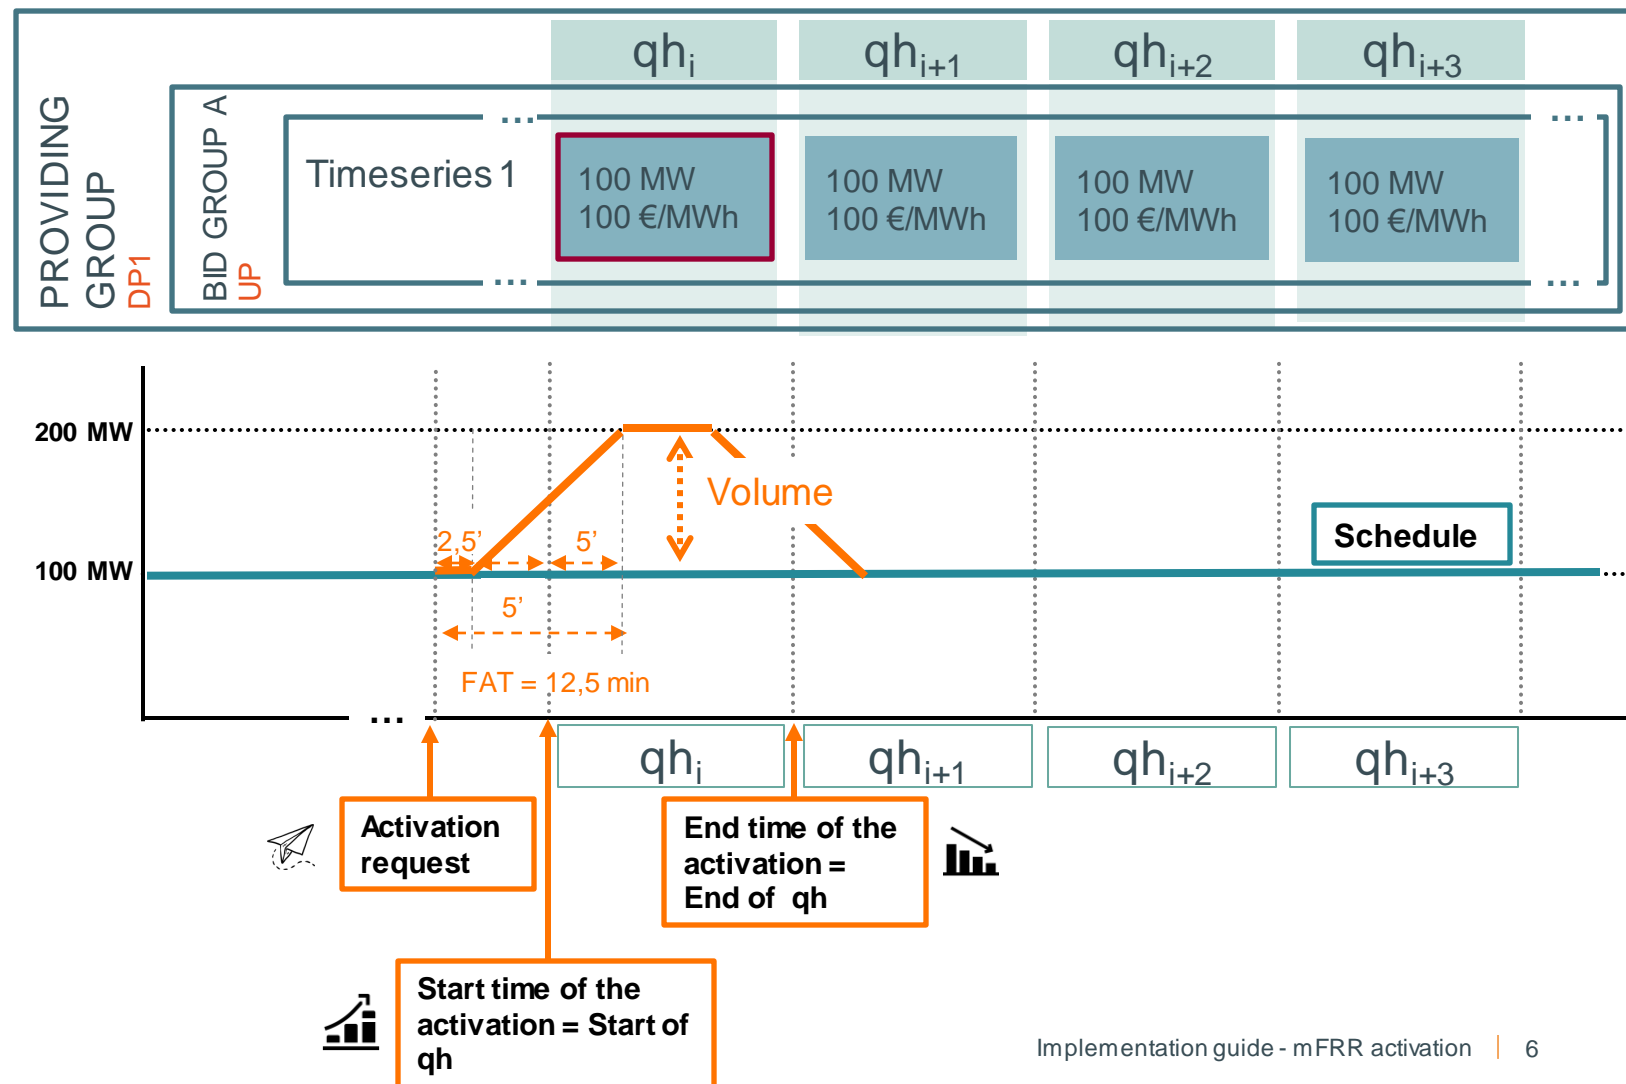 qhi
qhi+1
qhi+2
qhi+3
PROVIDING
GROUP
DP1
BID GROUP A
UP
...
...
Timeseries 1
100 MW
100 €/MWh
100 MW
100 €/MWh
100 MW
100 €/MWh
100 MW
100 €/MWh
...
...
200 MW
Volume
2,5’
5’
Schedule
100 MW
5’
FAT = 12,5 min
...
qhi
qhi+1
qhi+2
qhi+3
Activation
request
End time of the
activation =
End of qh
Start time of the
activation = Start of
qh
Implementation guide - mFRR activation | 6